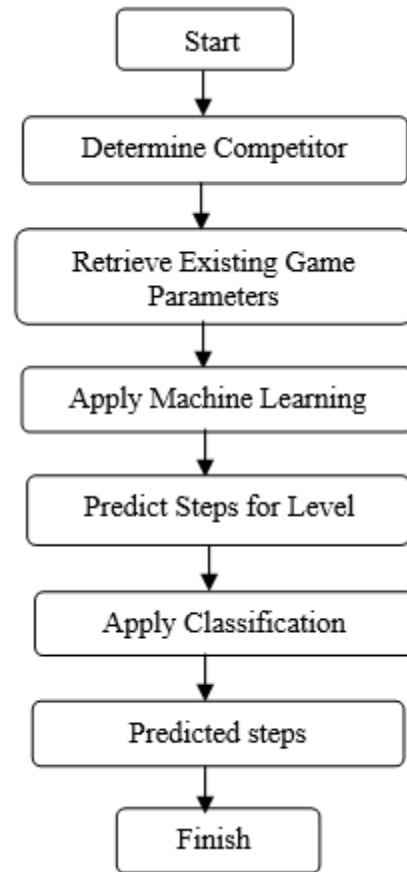 Start
Determine Competitor
Retrieve Existing Game
Parameters
Apply Machine Learning
Predict Steps for Level
Apply Classification
Predicted steps
Finish